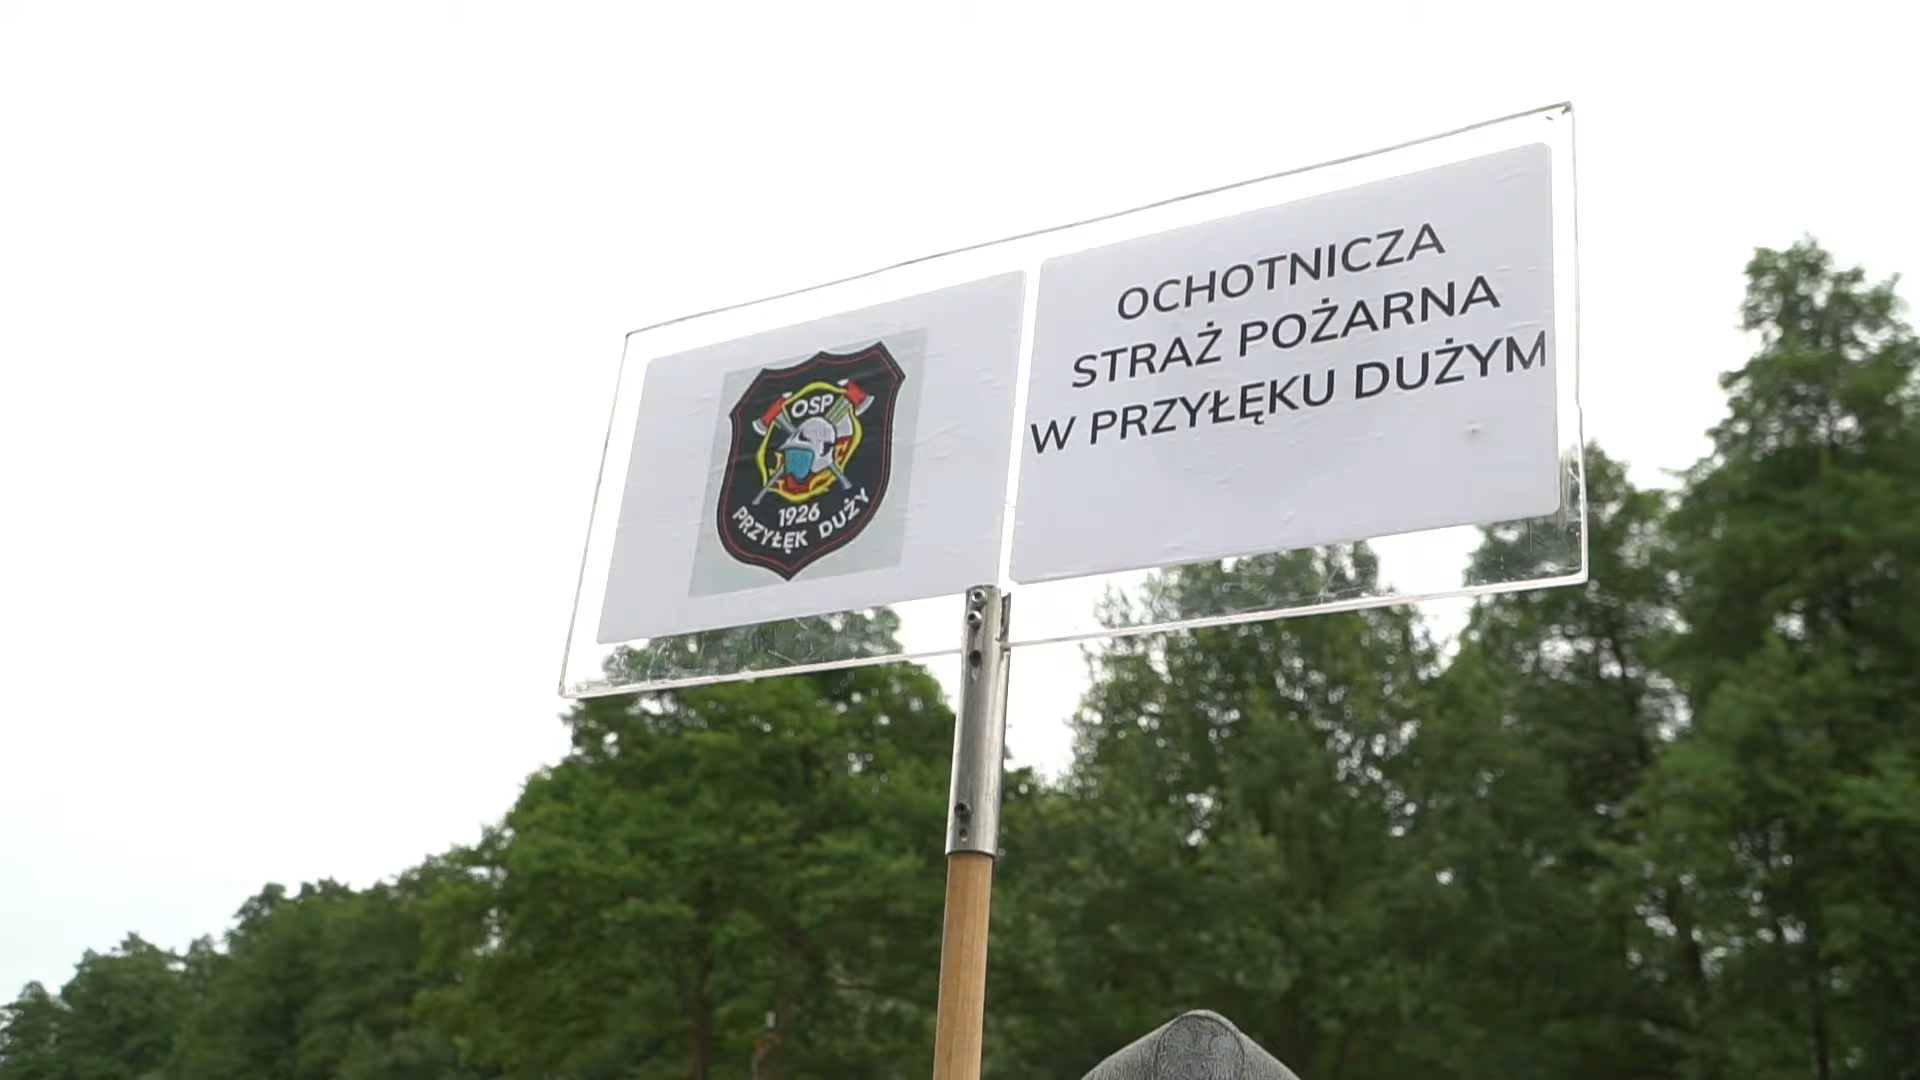 OSP
1926
PRZYŁĘK DUŻY
OCHOTNICZA
STRAŻ POŻARNA
W PRZYŁĘKU DUŻYM